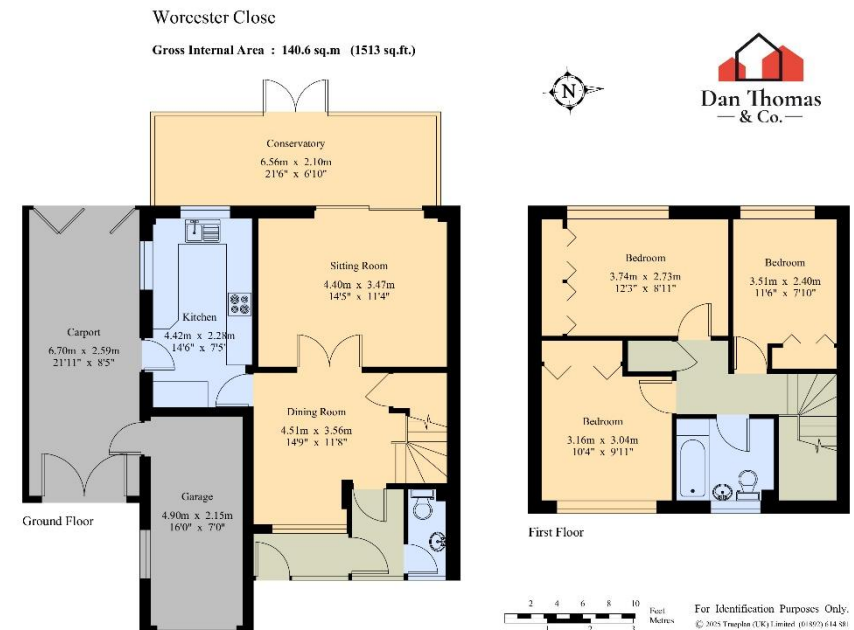 Worcester Close
Gross Internal Area : 140.6 sq.m (1513 sq.ft.)
N
Dan Thomas
& Co.
Conservatory
6.56m x 2.10m
21'6" x 6'10"
Sitting Room
4.40m x 3.47m
14'5" x 11'4"
Kitchen
4.42m x 2.28m
14'6" x 7'5"
Carport
6.70m x 2.59m
21'11" x 8'5"
Dining Room
4.51m x 3.56m
14'9" x 11'8"
Garage
4.90m x 2.15m
16'0" x 7'0"
Ground Floor
Bedroom
3.74m x 2.73m
12'3" x 8'11"
Bedroom
3.51m x 2.40m
11'6" x 7'10"
Bedroom
3.16m x 3.04m
10'4" x 9'11"
First Floor
2 4 6 8 10
Feet
Metres
1 2 3
For Identification Purposes Only.
© 2025 Trueplan (UK) Limited (01892) 614 881